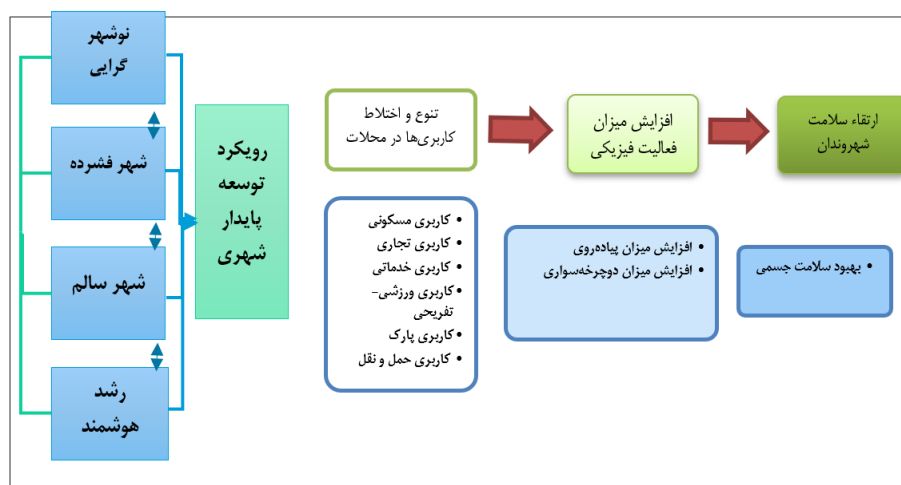 نوشهر
گرایی
شهر فشرده
شهر سالم
رشد
هوشمند
رویکرد
توسعه
پایدار
شهری
تنوع و اختلاط
کاربری‌ها در محلات
افزایش میزان
فعالیت فیزیکی
ارتقاء سلامت
شهروندان
• کاربری مسکونی
• کاربری تجاری
• کاربری خدماتی
• کاربری ورزشی-
تفریحی
• کاربری پارک
• کاربری حمل و نقل
• افزایش میزان پیاده‌روی
• افزایش میزان دوچرخه‌سواری
• بهبود سلامت جسمی